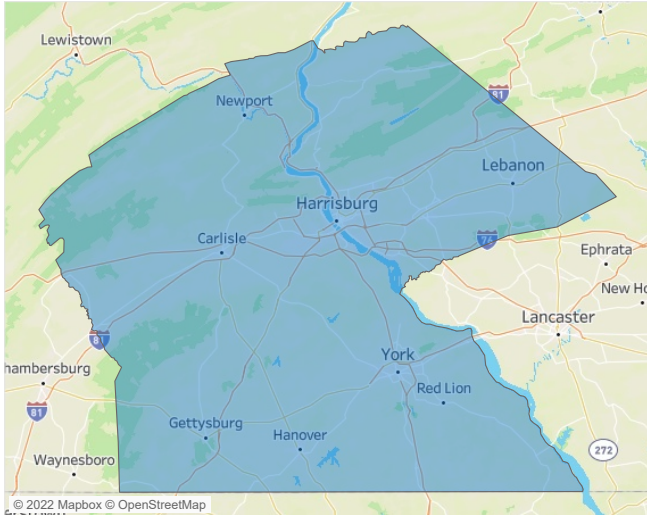 Lewistown
Newport
81
Lebanon
Harrisburg
Carlisle
76
Ephrata
New Ho
Lancaster
81
hambersburg
York
Red Lion
81
Gettysburg
Hanover
272
Waynesboro
© 2022 Mapbox © OpenStreetMap